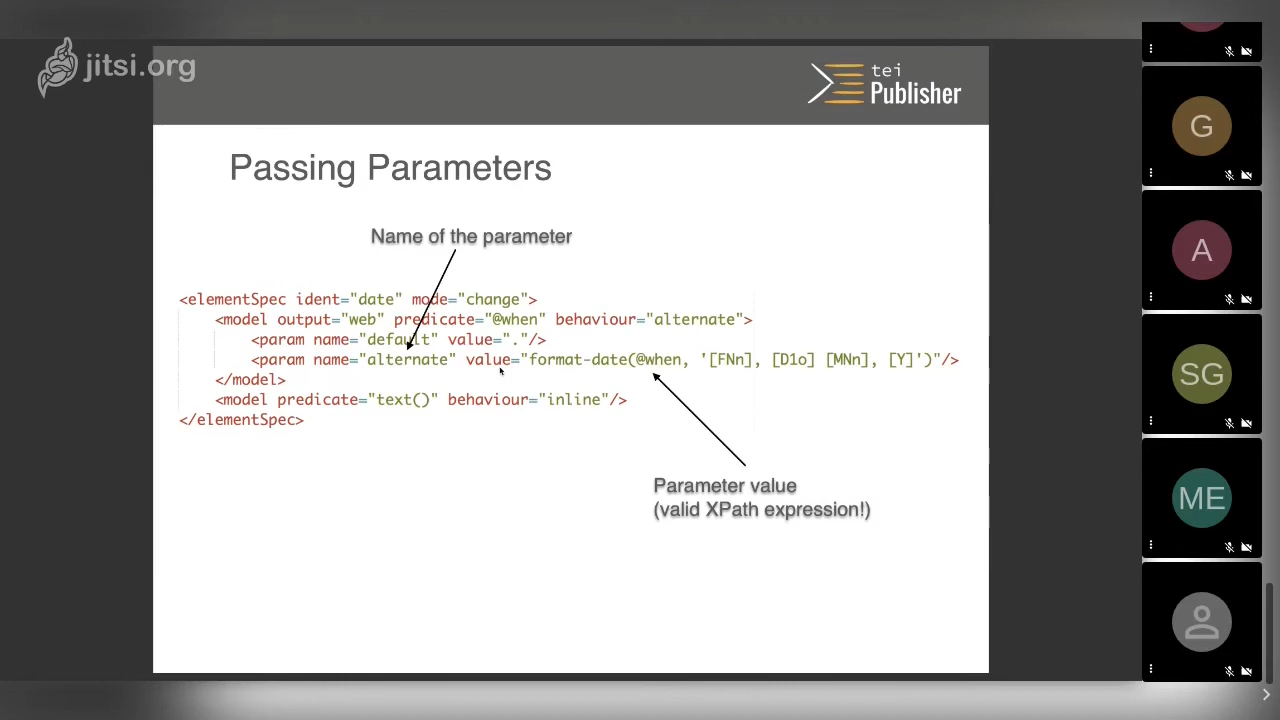 jitsi.org
tei
Publisher
Passing Parameters
Name of the parameter
<elementSpec ident="date" mode="change">
<model output="web" predicate="@when" behaviour="alternate">
<param name="default" value="."/>
<param name="alternate" value="format-date(@when, '[FNn], [D1o] [MNn], [Y]')"/>
</model>
<model predicate="text()" behaviour="inline"/>
</elementSpec>
Parameter value
(valid XPath expression!)
G
A
SG
ME